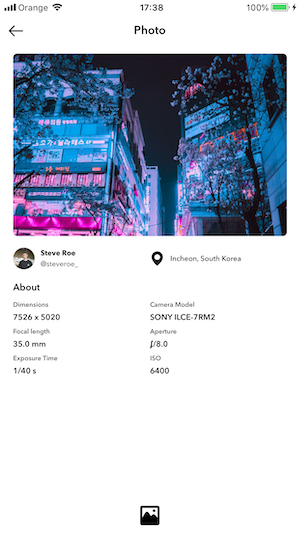 Orange 17:38 100%
Photo
Steve Roe
@steveroe_
Incheon, South Korea
About
Dimensions
7526 x 5020
Camera Model
SONY ILCE-7RM2
Focal length
35.0 mm
Aperture
ƒ/8.0
Exposure Time
1/40 s
ISO
6400